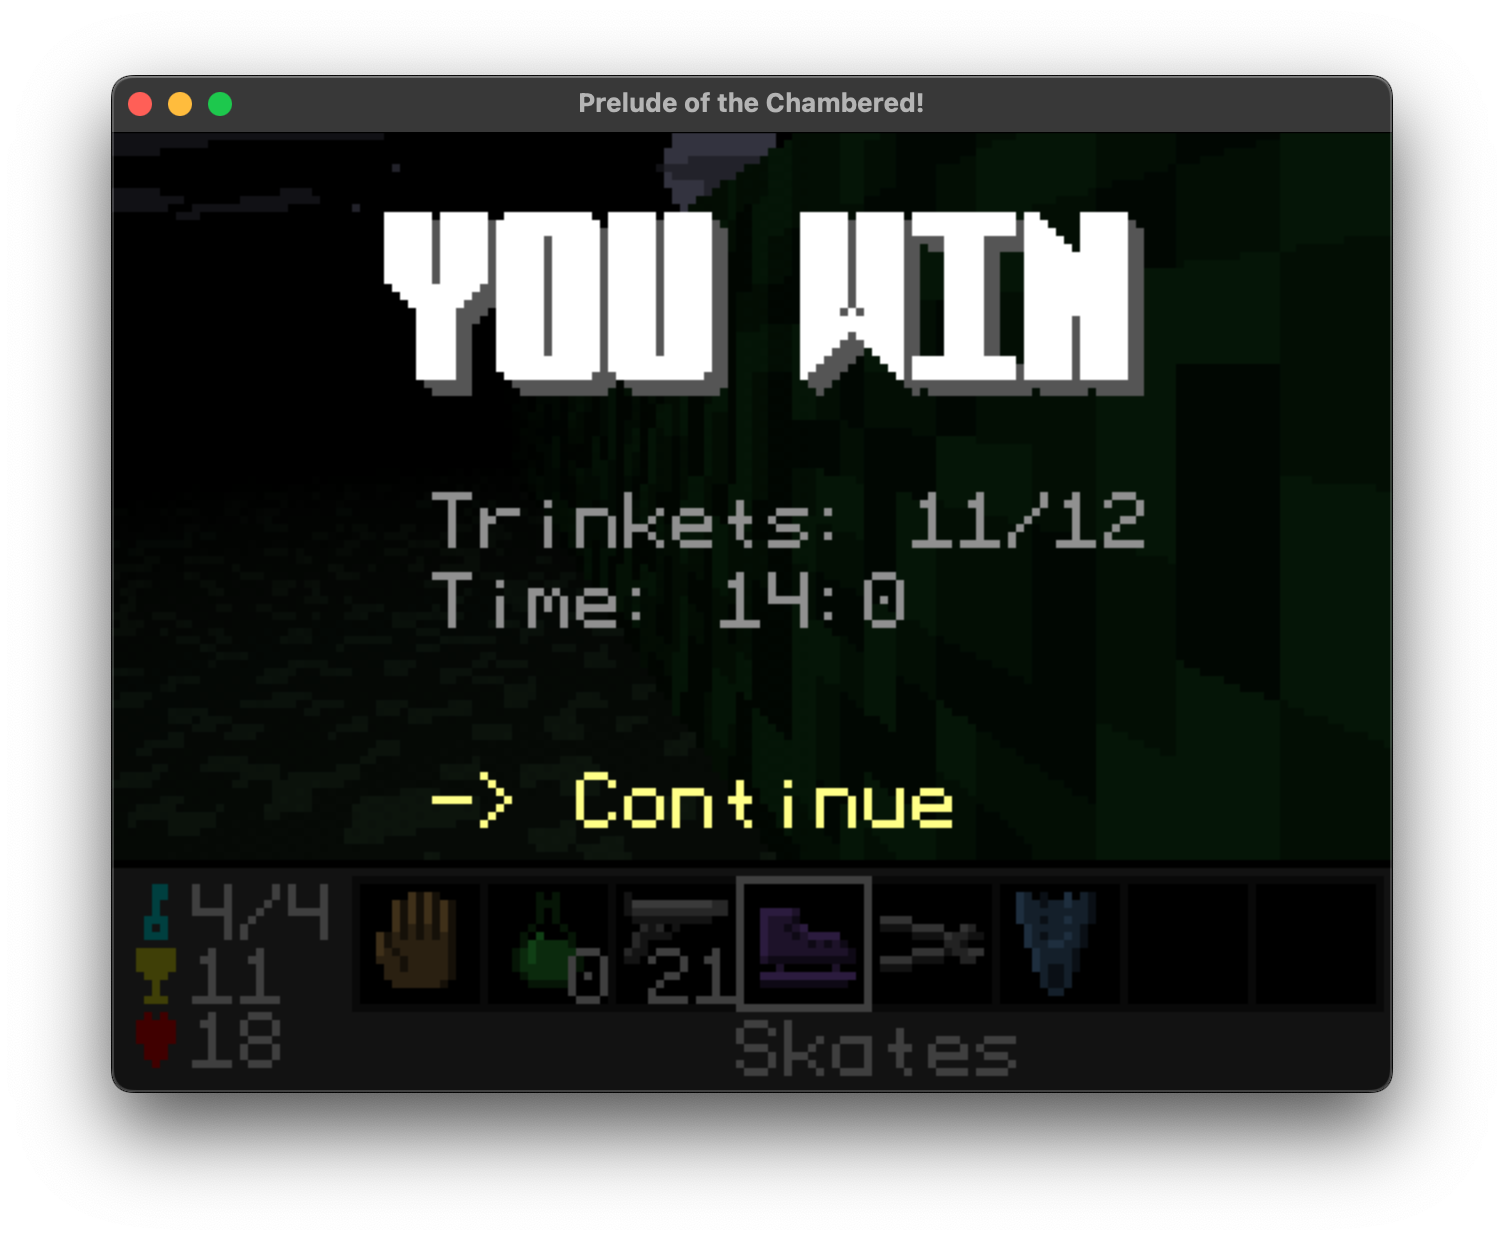 Prelude of the Chambered!
YOU WIN
Trinkets: 11/12
Time: 14:0
-> Continue
4/4
11
18
0 21
Skates